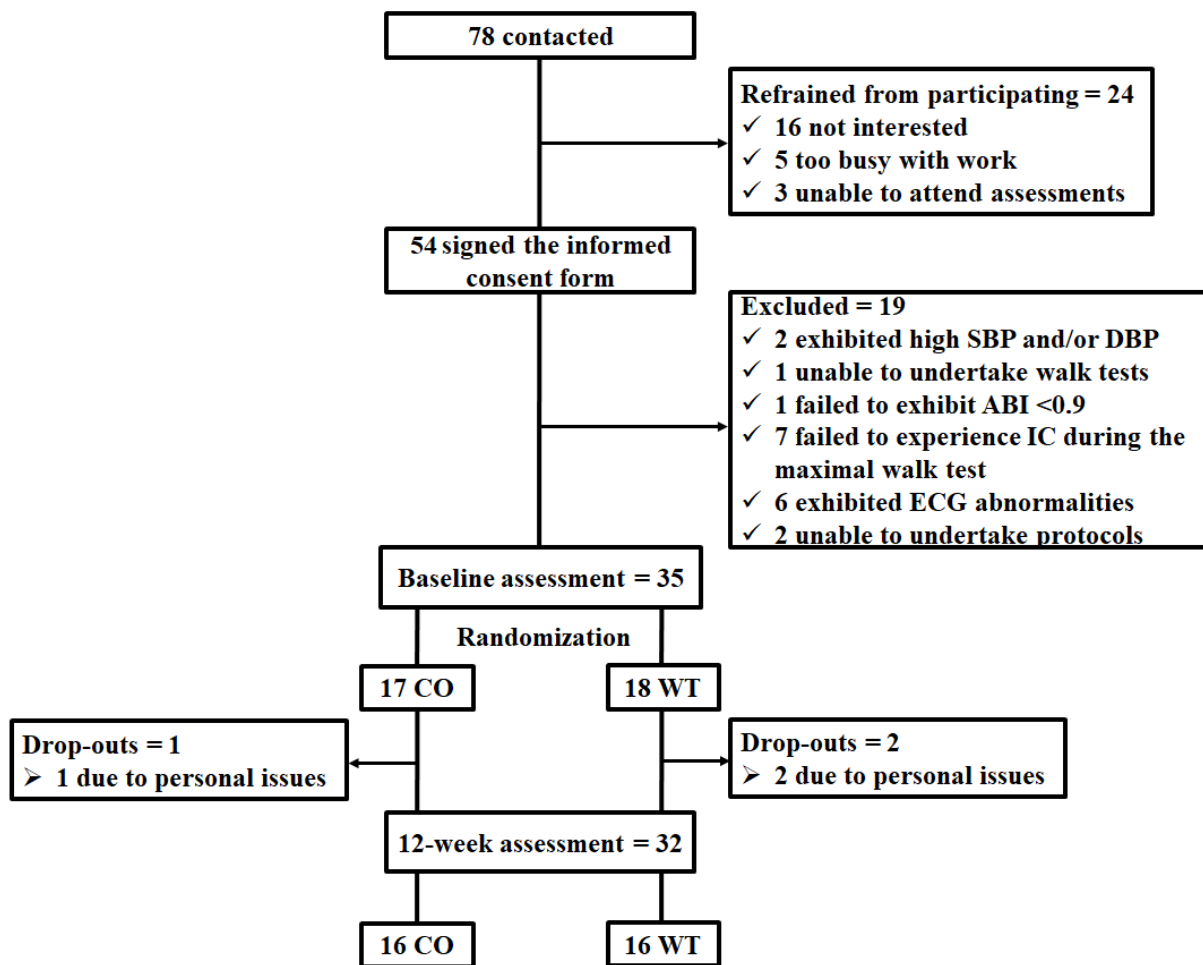 78 contacted
Refrained from participating = 24
✓ 16 not interested
✓ 5 too busy with work
✓ 3 unable to attend assessments
54 signed the informed
consent form
Excluded = 19
✓ 2 exhibited high SBP and/or DBP
✓ 1 unable to undertake walk tests
✓ 1 failed to exhibit ABI <0.9
✓ 7 failed to experience IC during the
maximal walk test
✓ 6 exhibited ECG abnormalities
✓ 2 unable to undertake protocols
Baseline assessment = 35
Randomization
17 CO
18 WT
Drop-outs = 1
➢ 1 due to personal issues
Drop-outs = 2
➢ 2 due to personal issues
12-week assessment = 32
16 CO
16 WT